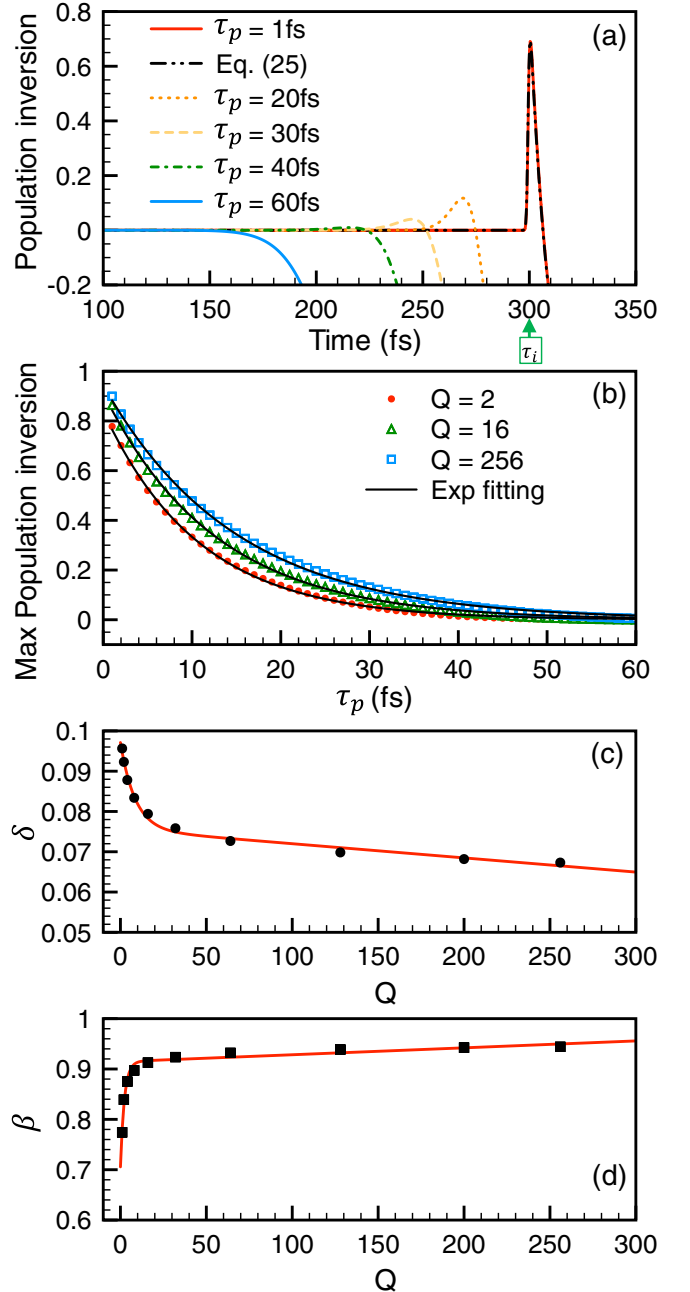 (a)
τp = 1fs
Eq. (25)
τp = 20fs
τp = 30fs
τp = 40fs
τp = 60fs
Population inversion
0.8
0.6
0.4
0.2
0
-0.2
100 150 200 250 300 350
Time (fs)
τi
(b)
Q = 2
Q = 16
Q = 256
Exp fitting
Max Population inversion
1
0.8
0.6
0.4
0.2
0
0 10 20 30 40 50 60
τp (fs)
(c)
δ
0.1
0.09
0.08
0.07
0.06
0.05
0 50 100 150 200 250 300
Q
β
1
0.9
0.8
0.7
0.6
(d)
0 50 100 150 200 250 300
Q